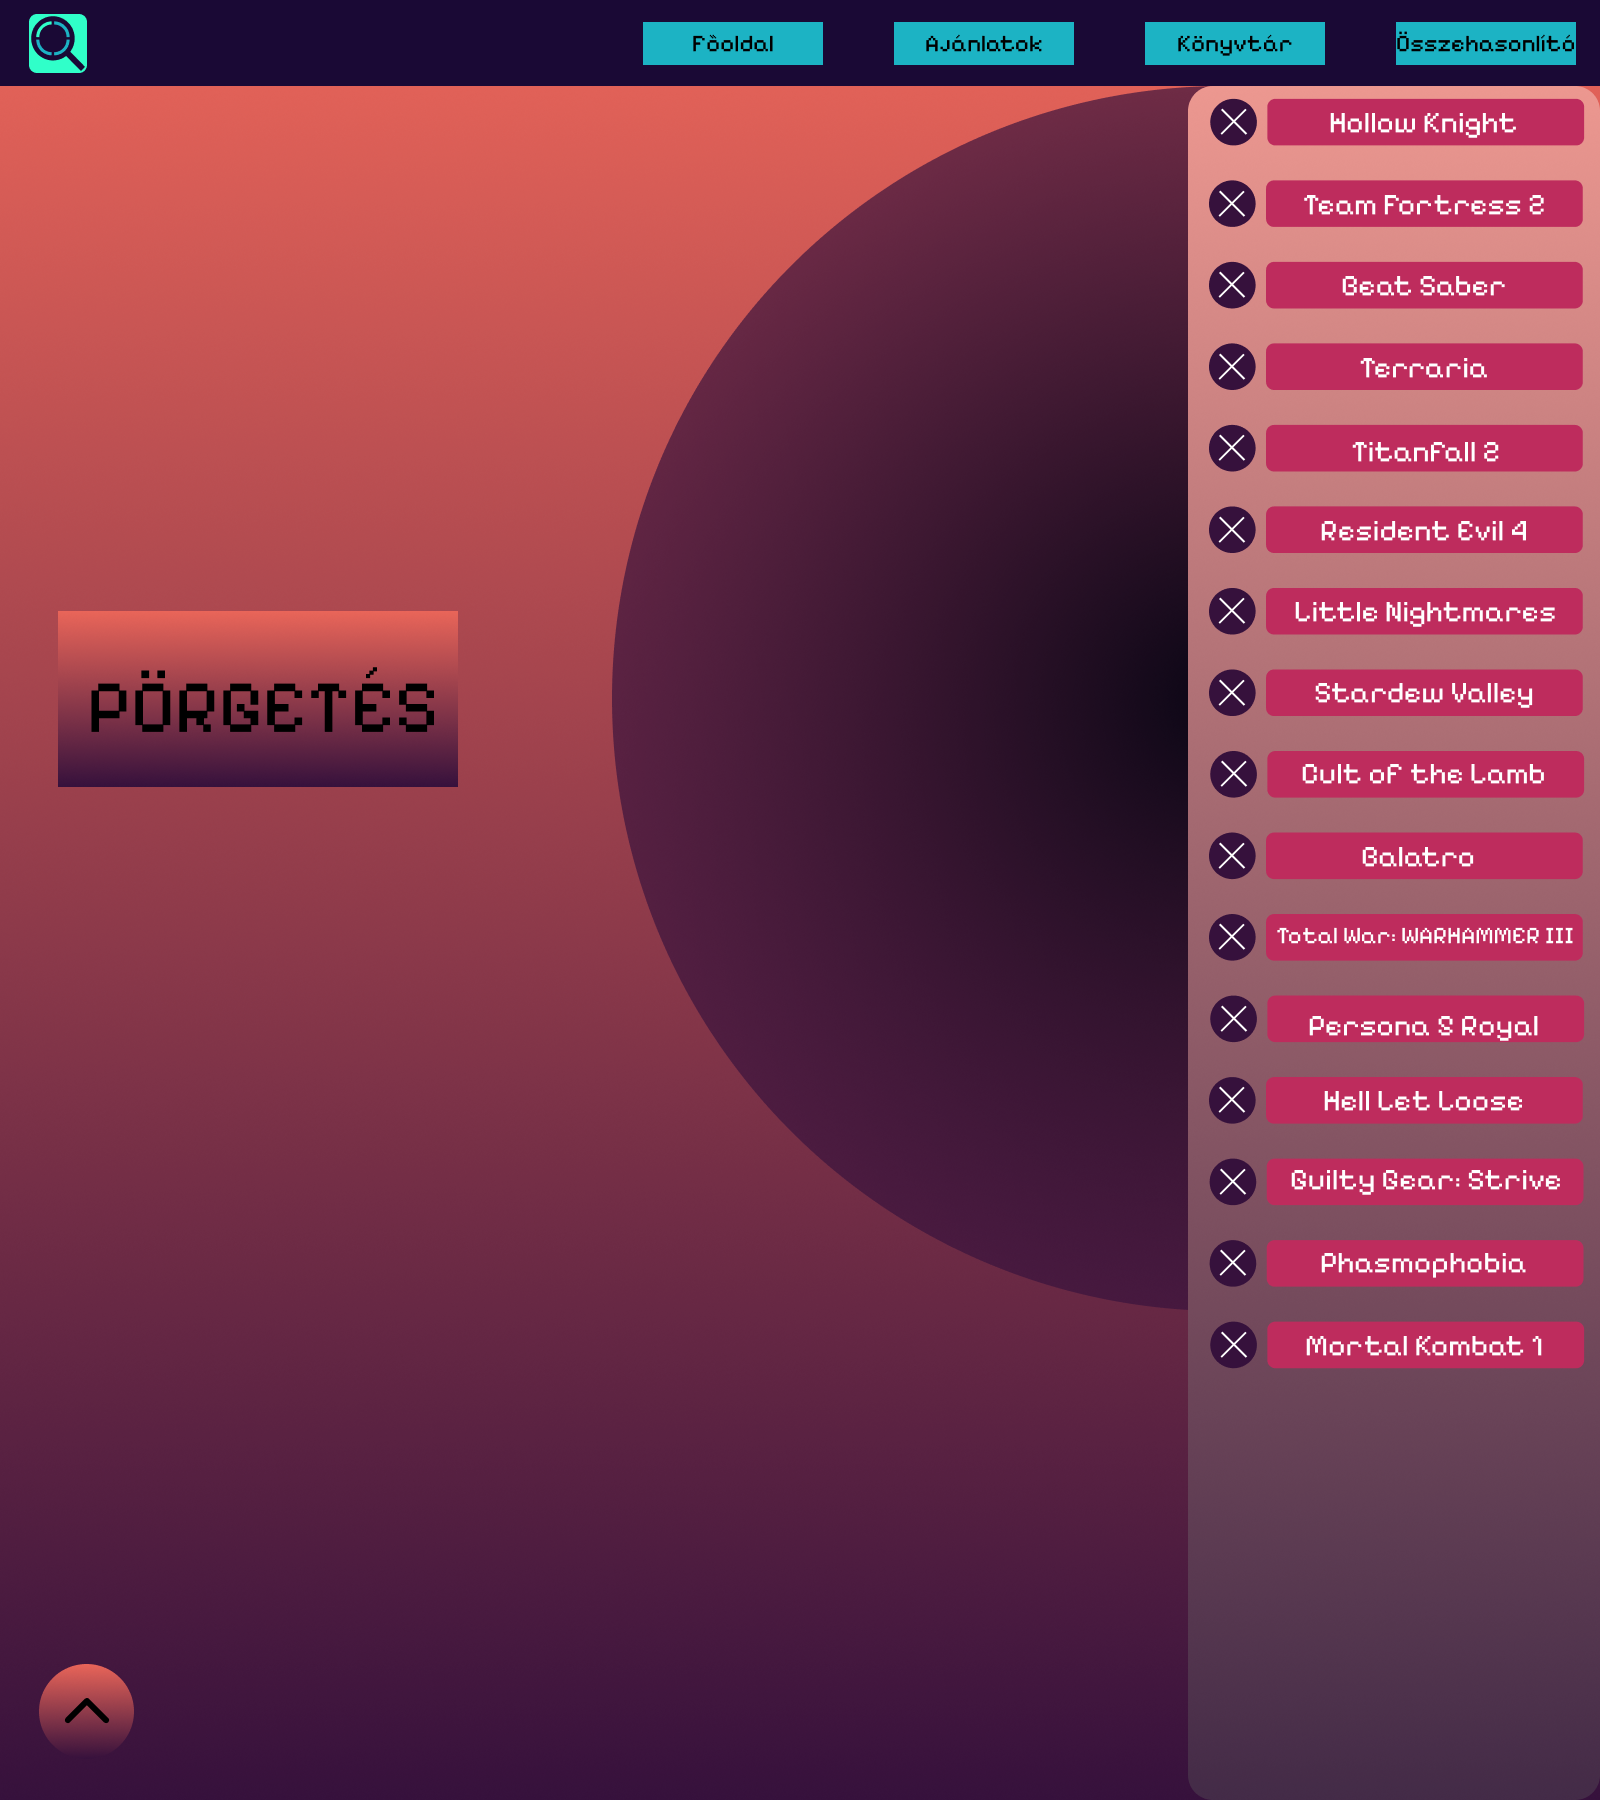 Főoldal
Ajánlatok
Könyvtár
Összehasonlító
Hollow Knight
Team Fortress 2
Beat Saber
Terraria
Titanfall 2
Resident Evil 4
Little Nightmares
Stardew Valley
Cult of the Lamb
Balatro
Total War: WARHAMMER III
Persona 5 Royal
Hell Let Loose
Guilty Gear: Strive
Phasmophobia
Mortal Kombat 1
PÖRGETÉS